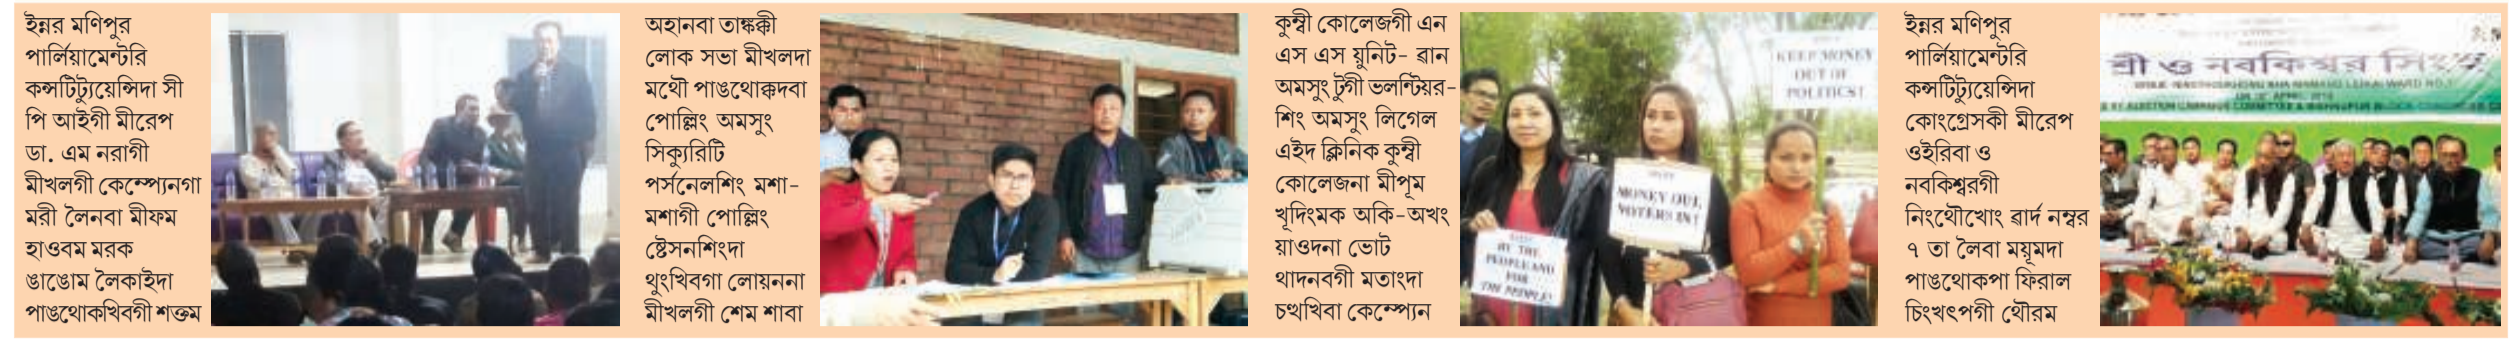 ইন্নর মণিপুর
পার্লিয়ামেন্টরি
কন্সটিট্যুয়েন্সিদা সী
পি আইগী মীরেপ
ডা. এম নরাগী
মীখলগী কেম্প্যেনগা
মরী লৈনবা মীফম
হাওবম মরক
ঙাঙোম লৈকাইদা
পাঙথোকখিবগী শক্তম
অহানবা তাঙ্কক্কী
লোক সভা মীখলদা
মথৌ পাঙথোক্কদবা
পোল্লিং অমসুং
সিক্যুরিটি
পর্সনেলশিং মশা-
মশাগী পোল্লিং
ষ্টেসনশিংদা
থুংখিবগা লোয়ননা
মীখলগী শেম শাবা
কুম্বী কোলেজগী এন
এস এস য়ুনিট- ৱান
অমসুং টুগী ভলন্টিয়র-
শিং অমসুং লিগেল
এইদ ক্লিনিক কুম্বী
কোলেজনা মীপূম
খূদিংমক অকি-অখং
য়াওদনা ভোট
থাদনবগী মতাংদা
চত্থখিবা কেম্প্যেন
KEEP MONEY
OUT OF
POLITICS!
MONEY OUT,
VOTERS IN!
BY THE
PEOPLE AND
FOR
THE PEOPLE!
ইন্নর মণিপুর
পার্লিয়ামেন্টরি
কন্সটিট্যুয়েন্সিদা
কোংগ্রেসকী মীরেপ
ওইরিবা ও
নবকিশ্বরগী
নিংথৌখোং ৱার্দ নম্বর
৭ তা লৈবা ময়ূমদা
পাঙথোকপা ফিরাল
চিংখৎপগী থৌরম
শ্রী ও নবকিশ্বর সিংহ